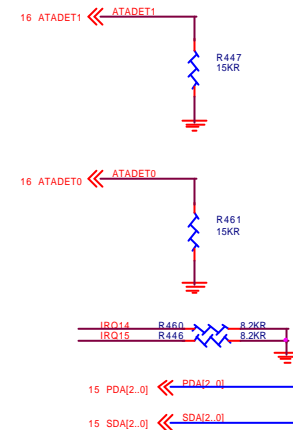 16 ATADET1 ATADET1
R447
15KR
16 ATADET0 ATADET0
R461
15KR
IRQ14 R460 8.2KR
IRQ15 R446 8.2KR
15 PDA[2..0] PDA[2..0]
15 SDA[2..0] SDA[2..0]